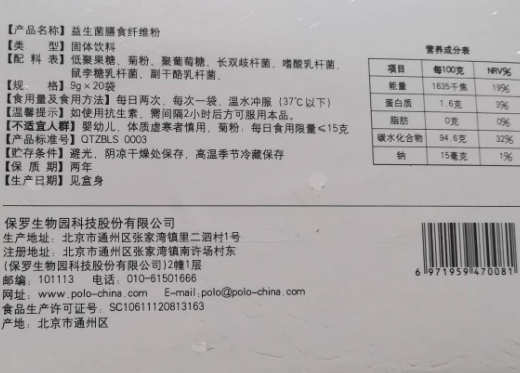 【产品名称】益生菌膳食纤维粉
【类 型】固体饮料
【配 料 表】低聚果糖、菊粉、聚葡萄糖、长双歧杆菌、嗜酸乳杆菌、
鼠李糖乳杆菌、副干酪乳杆菌、
【规 格】9g×20袋
【食用量及食用方法】每日两次,每次一袋,温水冲服(37℃以下)
【温馨提示】如使用抗生素,需间隔2小时后方可服用本品。
【不适宜人群】婴幼儿、体质虚寒者慎用,菊粉:每日食用限量≤15克
【产品标准号】QTZBLS 0003
【贮存条件】避光,阴凉干燥处保存,高温季节冷藏保存
【保 质 期】两年
【生产日期】见盒身
营养成分表
项目 每100克 NRV%
能量 1635千焦 19%
蛋白质 1.6克 3%
脂肪 0克 0%
碳水化合物 94.6克 32%
钠 15毫克 1%
保罗生物园科技股份有限公司
生产地址:北京市通州区张家湾镇里二泗村1号
注册地址:北京市通州区张家湾镇南许场村东
(保罗生物园科技股份有限公司)2幢1层
邮编:101113 电话:010-61501666
网址:www.polo-china.com E-mail:polo@polo-china.com
食品生产许可证号:SC10611120813163
产地:北京市通州区
6 971959 470081